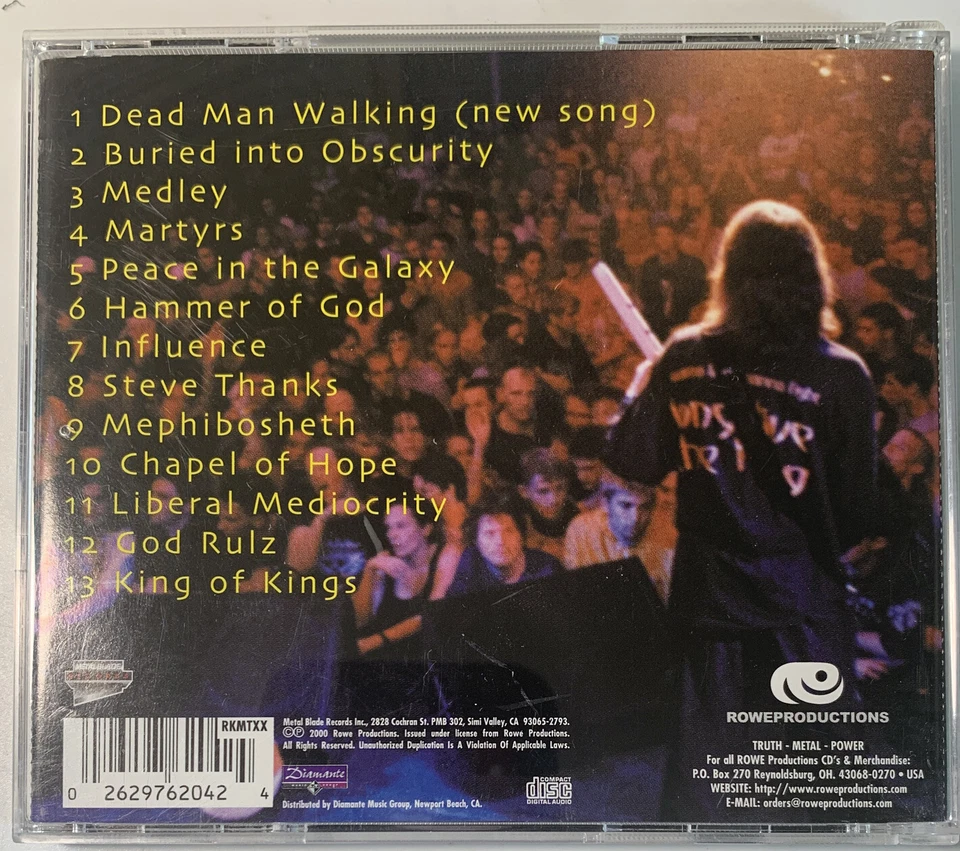 1 Dead Man Walking (new song)
2 Buried into Obscurity
3 Medley
4 Martyrs
5 Peace in the Galaxy
6 Hammer of God
7 Influence
8 Steve Thanks
9 Mephibosheth
10 Chapel of Hope
11 Liberal Mediocrity
12 God Rulz
13 King of Kings
METAL BLADE
RKMTXX
0 2629762042 4
Metal Blade Records Inc., 2828 Cochran St. PMB 302, Simi Valley, CA 93065-2793.
©℗ 2000 Rowe Productions. Issued under license from Rowe Productions.
All Rights Reserved. Unauthorized Duplication Is A Violation Of Applicable Laws.
Diamante
Distributed by Diamante Music Group, Newport Beach, CA.
COMPACT
disc
DIGITAL AUDIO
ROWEPRODUCTIONS
TRUTH - METAL - POWER
For all ROWE Productions CD's & Merchandise:
P.O. Box 270 Reynoldsburg, OH. 43068-0270 • USA
WEBSITE: http://www.roweproductions.com
E-MAIL: orders@roweproductions.com